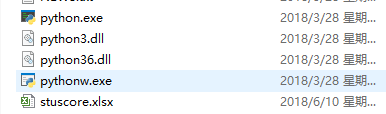 python.exe 2018/3/28 星期...
python3.dll 2018/3/28 星期...
python36.dll 2018/3/28 星期...
pythonw.exe 2018/3/28 星期...
stuscore.xlsx 2018/6/10 星期...